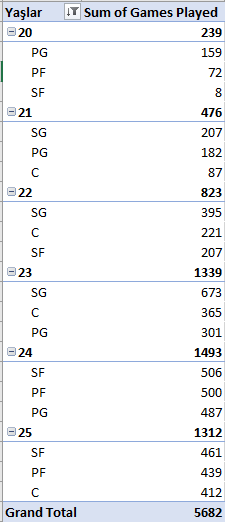 Yaşlar Sum of Games Played
20 239
PG 159
PF 72
SF 8
21 476
SG 207
PG 182
C 87
22 823
SG 395
C 221
SF 207
23 1339
SG 673
C 365
PG 301
24 1493
SF 506
PF 500
PG 487
25 1312
SF 461
PF 439
C 412
Grand Total 5682